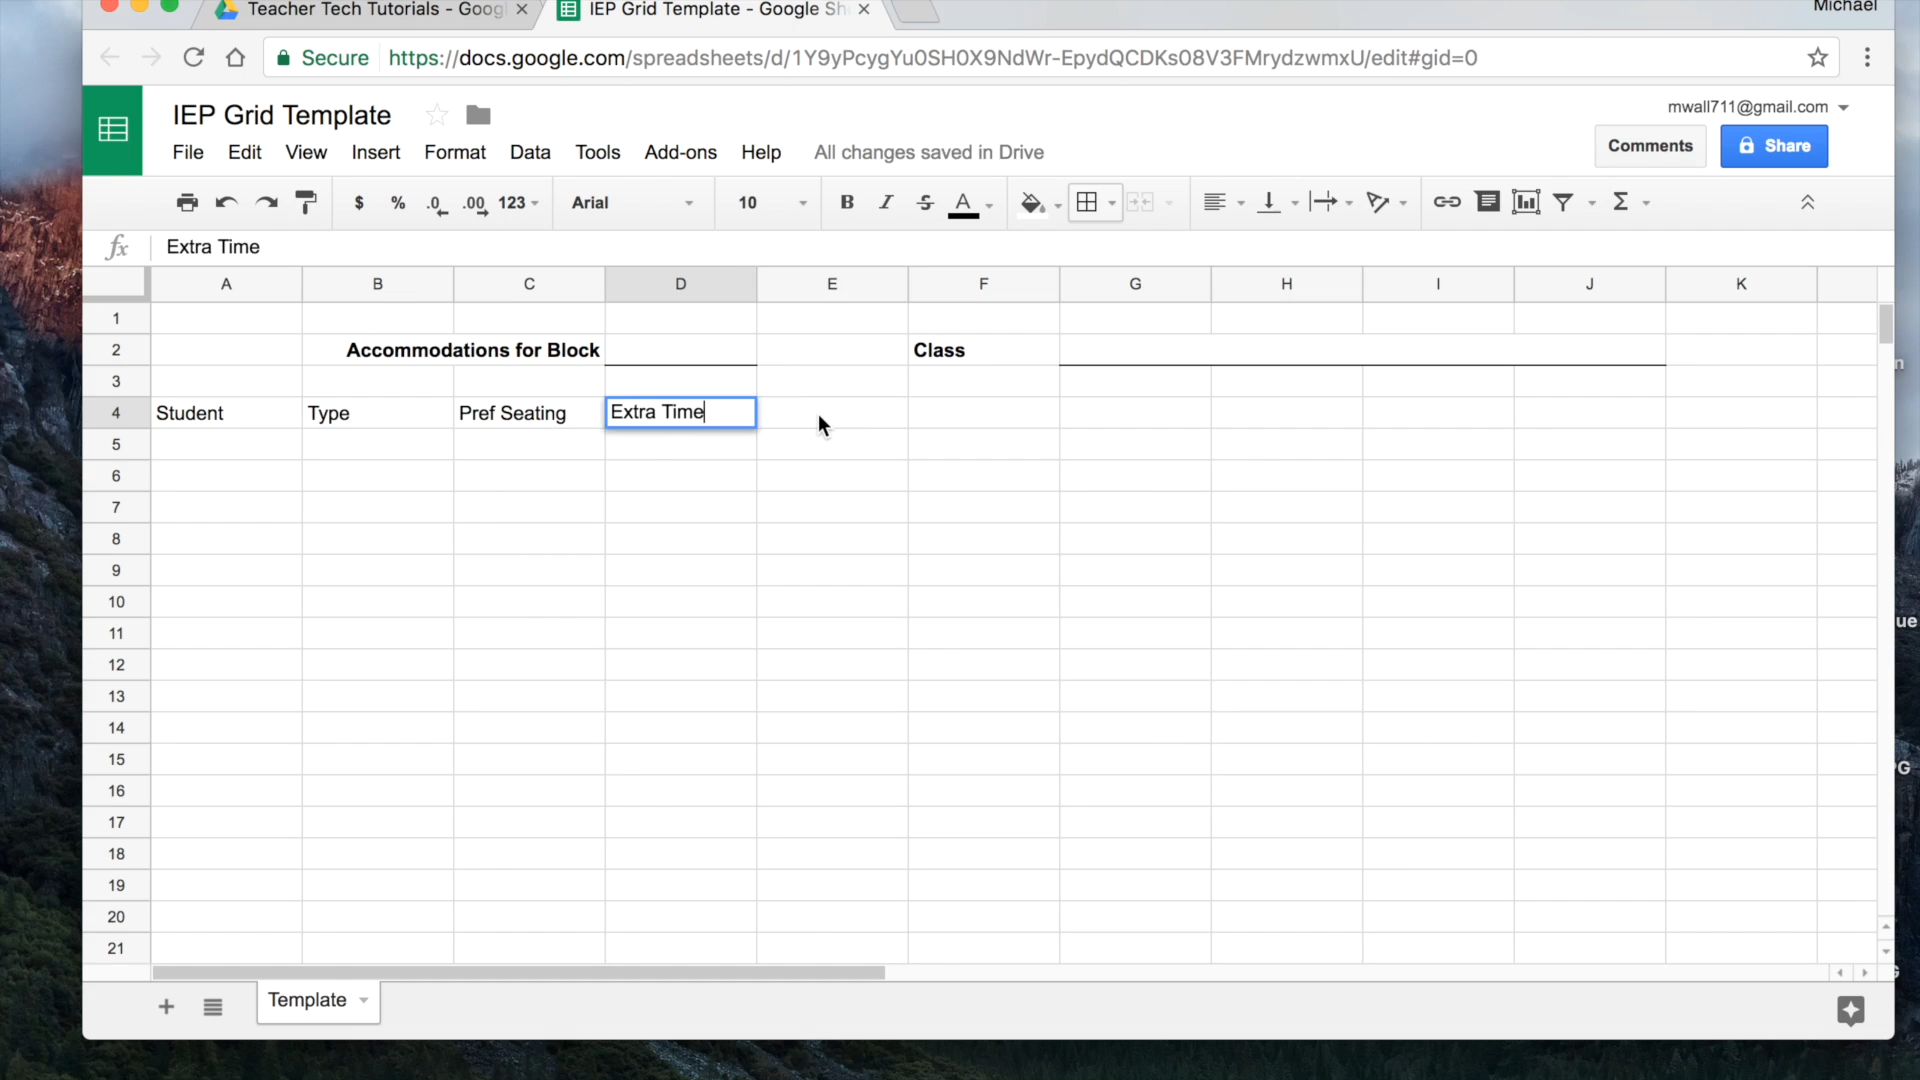 Michael
Teacher Tech Tutorials - Googl
IEP Grid Template - Google Sh
Secure https://docs.google.com/spreadsheets/d/1Y9yPcygYu0SH0X9NdWr-EpydQCDKs08V3FMrydzwmxU/edit#gid=0
IEP Grid Template
mwall711@gmail.com
File Edit View Insert Format Data Tools Add-ons Help All changes saved in Drive
Comments
Share
$ % .0 .00 123 Arial 10 B I S A Σ
fx Extra Time
A B C D E F G H I J K
1
2 Accommodations for Block Class
3
4 Student Type Pref Seating Extra Time
5
6
7
8
9
10
11
12
13
14
15
16
17
18
19
20
21
Template